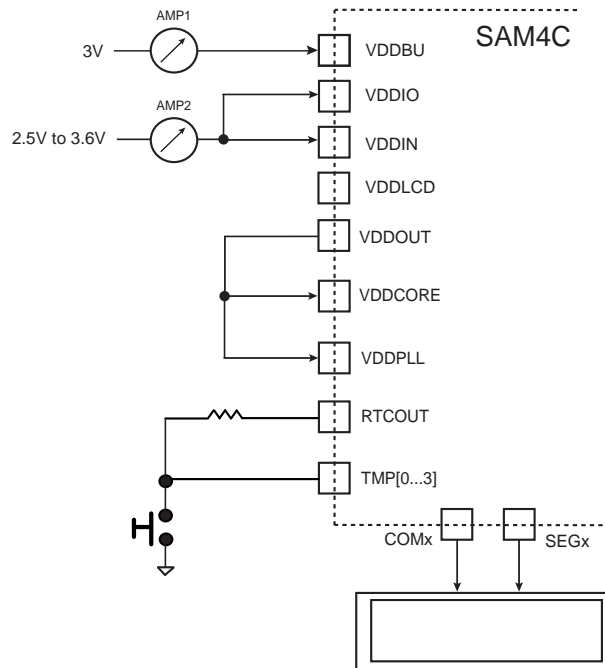 AMP1
SAM4C
3V
VDDBU
VDDIO
AMP2
2.5V to 3.6V
VDDIN
VDDLCD
VDDOUT
VDDCORE
VDDPLL
RTCOUT
TMP[0...3]
COMx
SEGx